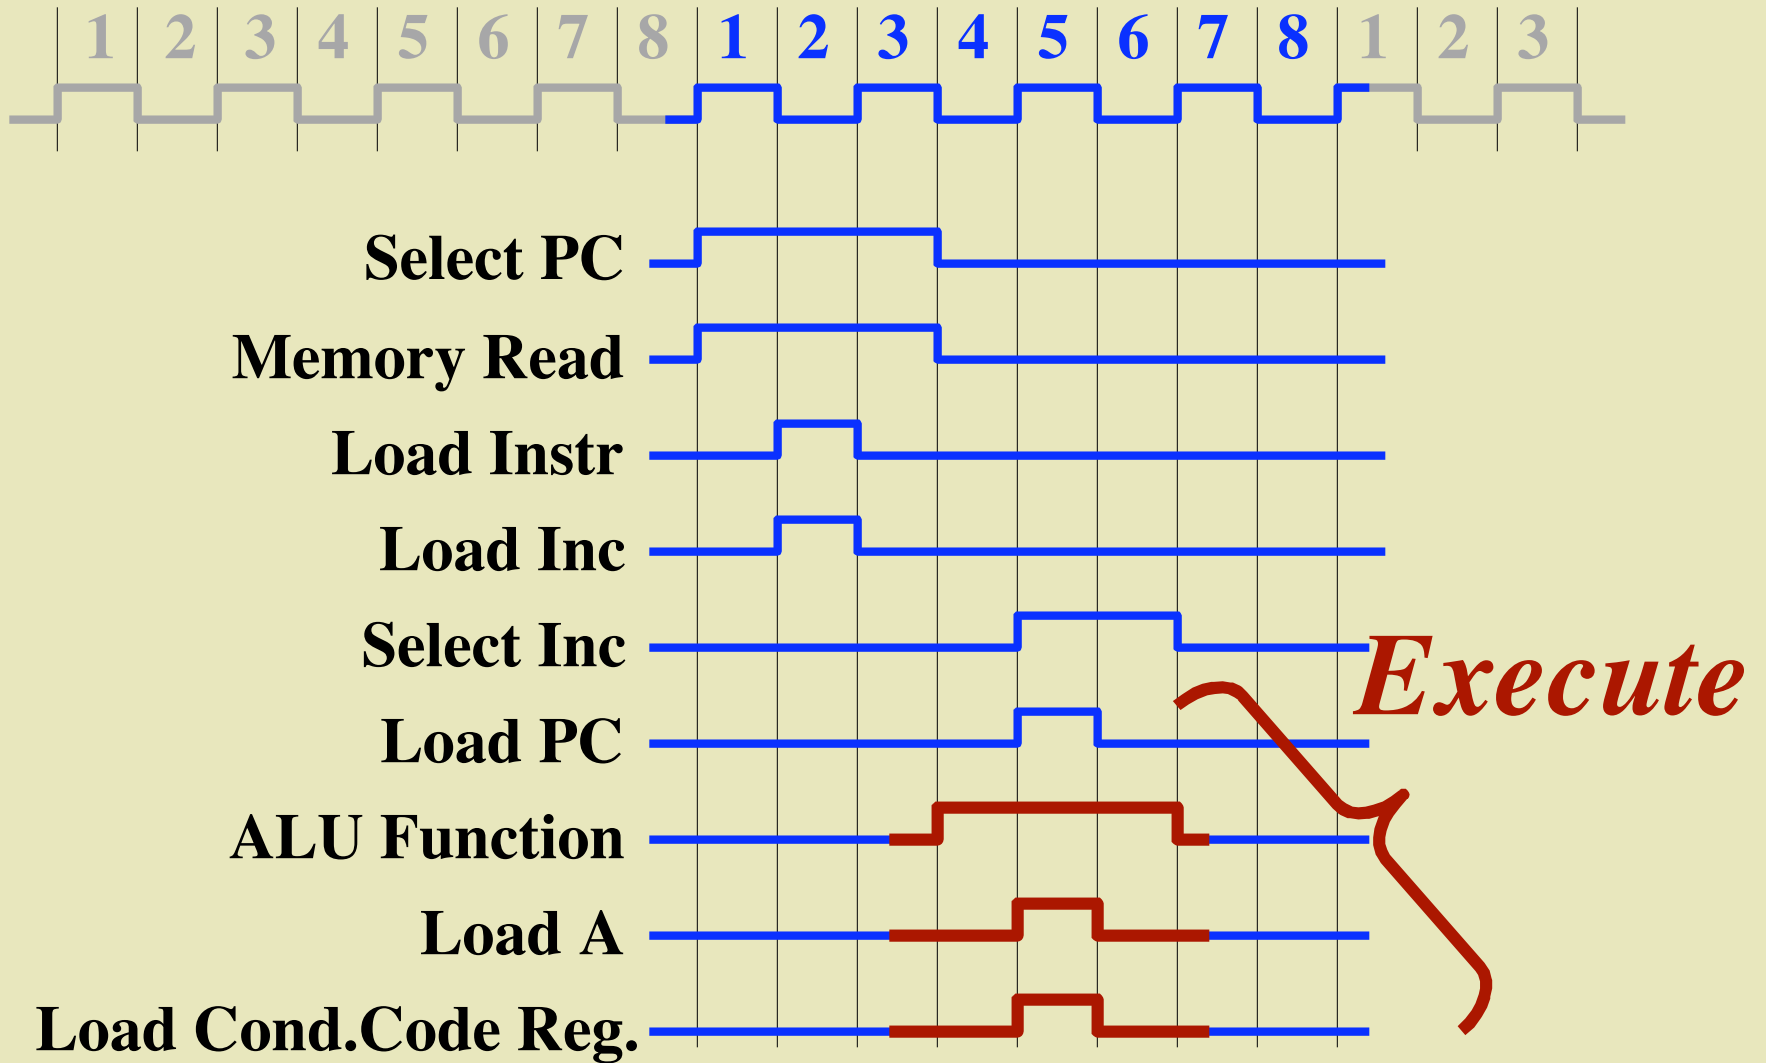 1 2 3 4 5 6 7 8 1 2 3 4 5 6 7 8 1 2 3
Select PC
Memory Read
Load Instr
Load Inc
Select Inc
Execute
Load PC
ALU Function
Load A
Load Cond.Code Reg.